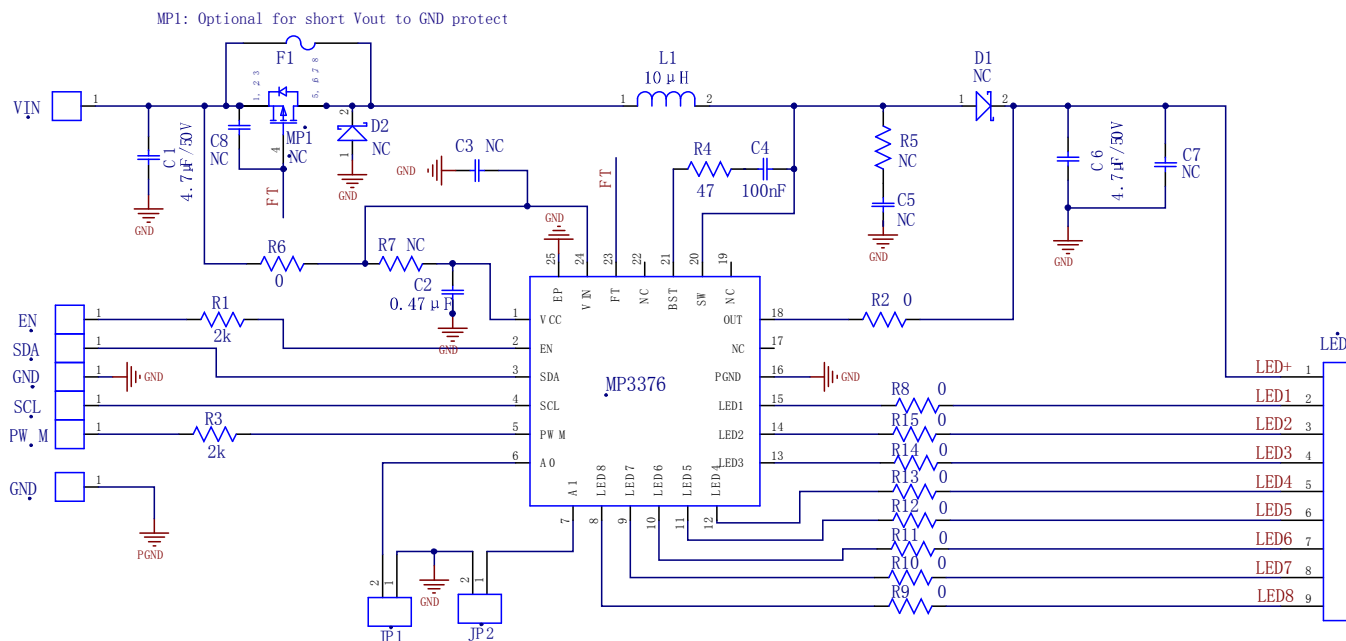 MP1: Optional for short Vout to GND protect
F1
1, 2 3
5, 6 7 8
VIN
1
C1
4.7μF/50V
GND
C8
NC
4
MP1
NC
FT
2
1
D2
NC
GND
C3 NC
GND
L1
10μH
1
2
D1
NC
1
2
R4
47
C4
100nF
R5
NC
C5
NC
GND
C6
4.7μF/50V
C7
NC
GND
R6
0
R7 NC
C2
0.47μF
GND
GND
FT
25
24
23
22
21
20
19
EP
VIN
FT
NC
BST
SW
NC
MP3376
1 VCC
2 EN
3 SDA
4 SCL
5 PWM
6 A0
7 A1
8 LED8
9 LED7
10 LED6
11 LED5
12 LED4
13 LED3
14 LED2
15 LED1
16 PGND
17 NC
18 OUT
EN 1
SDA 1
GND 1 GND
SCL 1
PWM 1
GND 1
PGND
R1
2k
R3
2k
R2 0
GND
R8 0
R15 0
R14 0
R13 0
R12 0
R11 0
R10 0
R9 0
LED
LED+ 1
LED1 2
LED2 3
LED3 4
LED4 5
LED5 6
LED6 7
LED7 8
LED8 9
2 1
JP1
GND
2 1
JP2